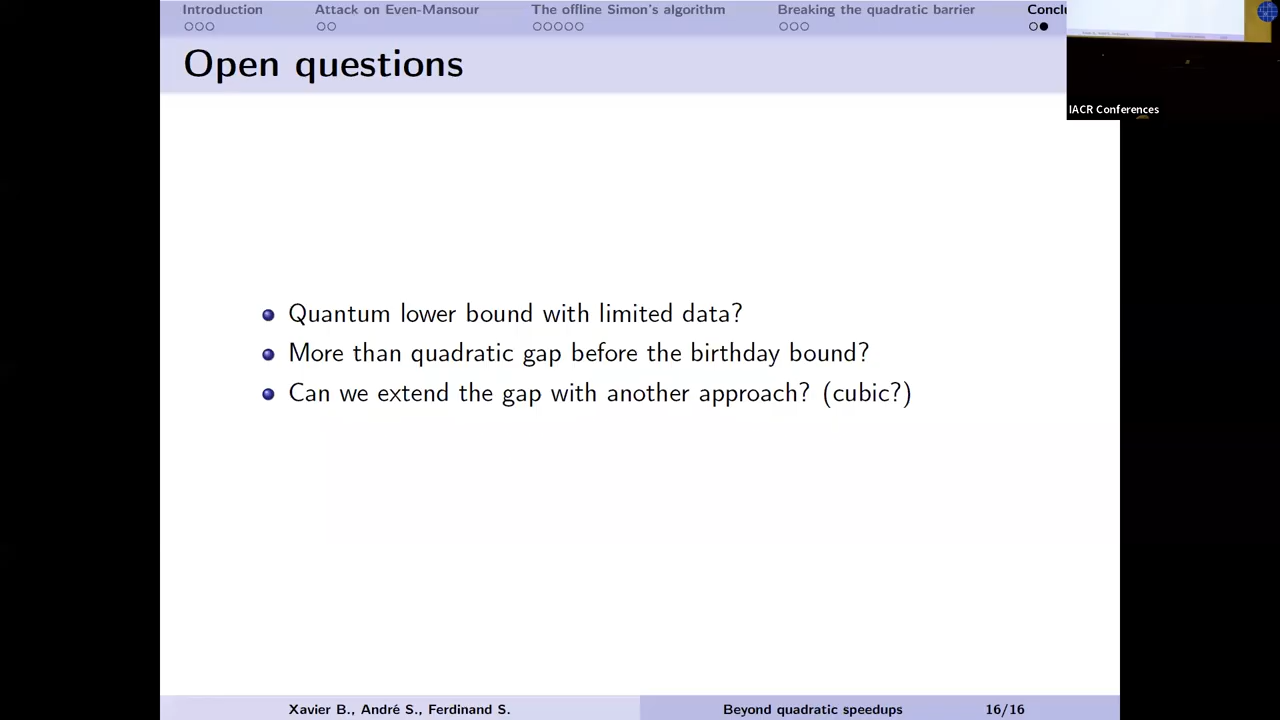 Introduction Attack on Even-Mansour The offline Simon's algorithm Breaking the quadratic barrier Conclu
Open questions
IACR Conferences
Quantum lower bound with limited data?
More than quadratic gap before the birthday bound?
Can we extend the gap with another approach? (cubic?)
Xavier B., André S., Ferdinand S. Beyond quadratic speedups 16/16